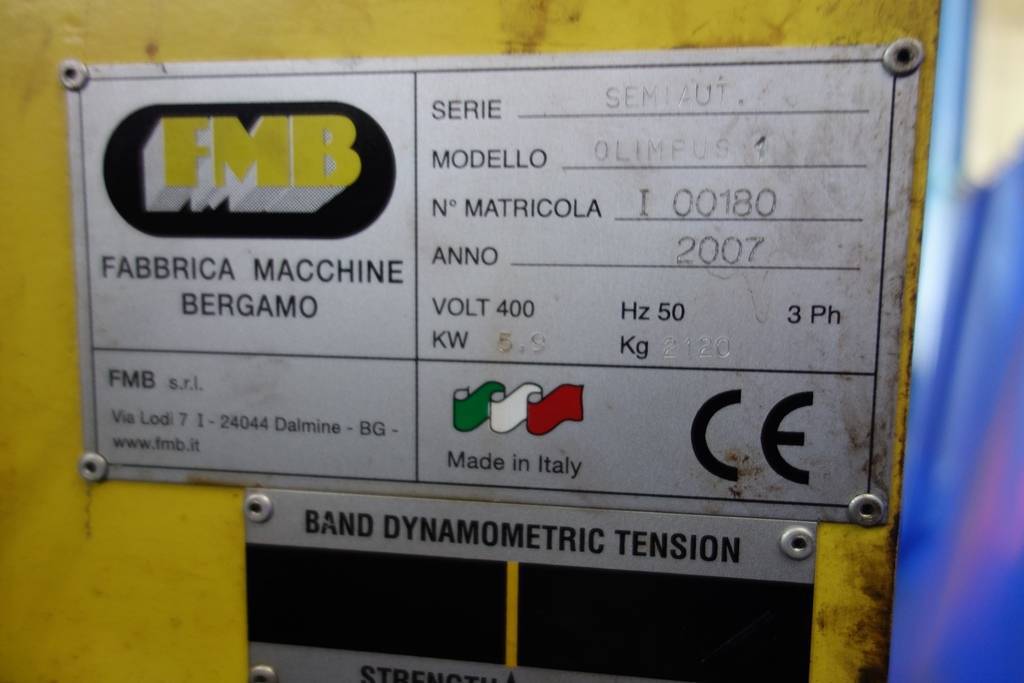 FMB
FABBRICA MACCHINE
BERGAMO
SERIE SEMIAUT.
MODELLO OLIMPUS 1
N° MATRICOLA I 00180
ANNO 2007
VOLT 400 Hz 50 3 Ph
KW 5.9 Kg 2120
FMB s.r.l.
Via Lodi 7 I - 24044 Dalmine - BG -
www.fmb.it
Made in Italy
CE
BAND DYNAMOMETRIC TENSION
STRENGTH